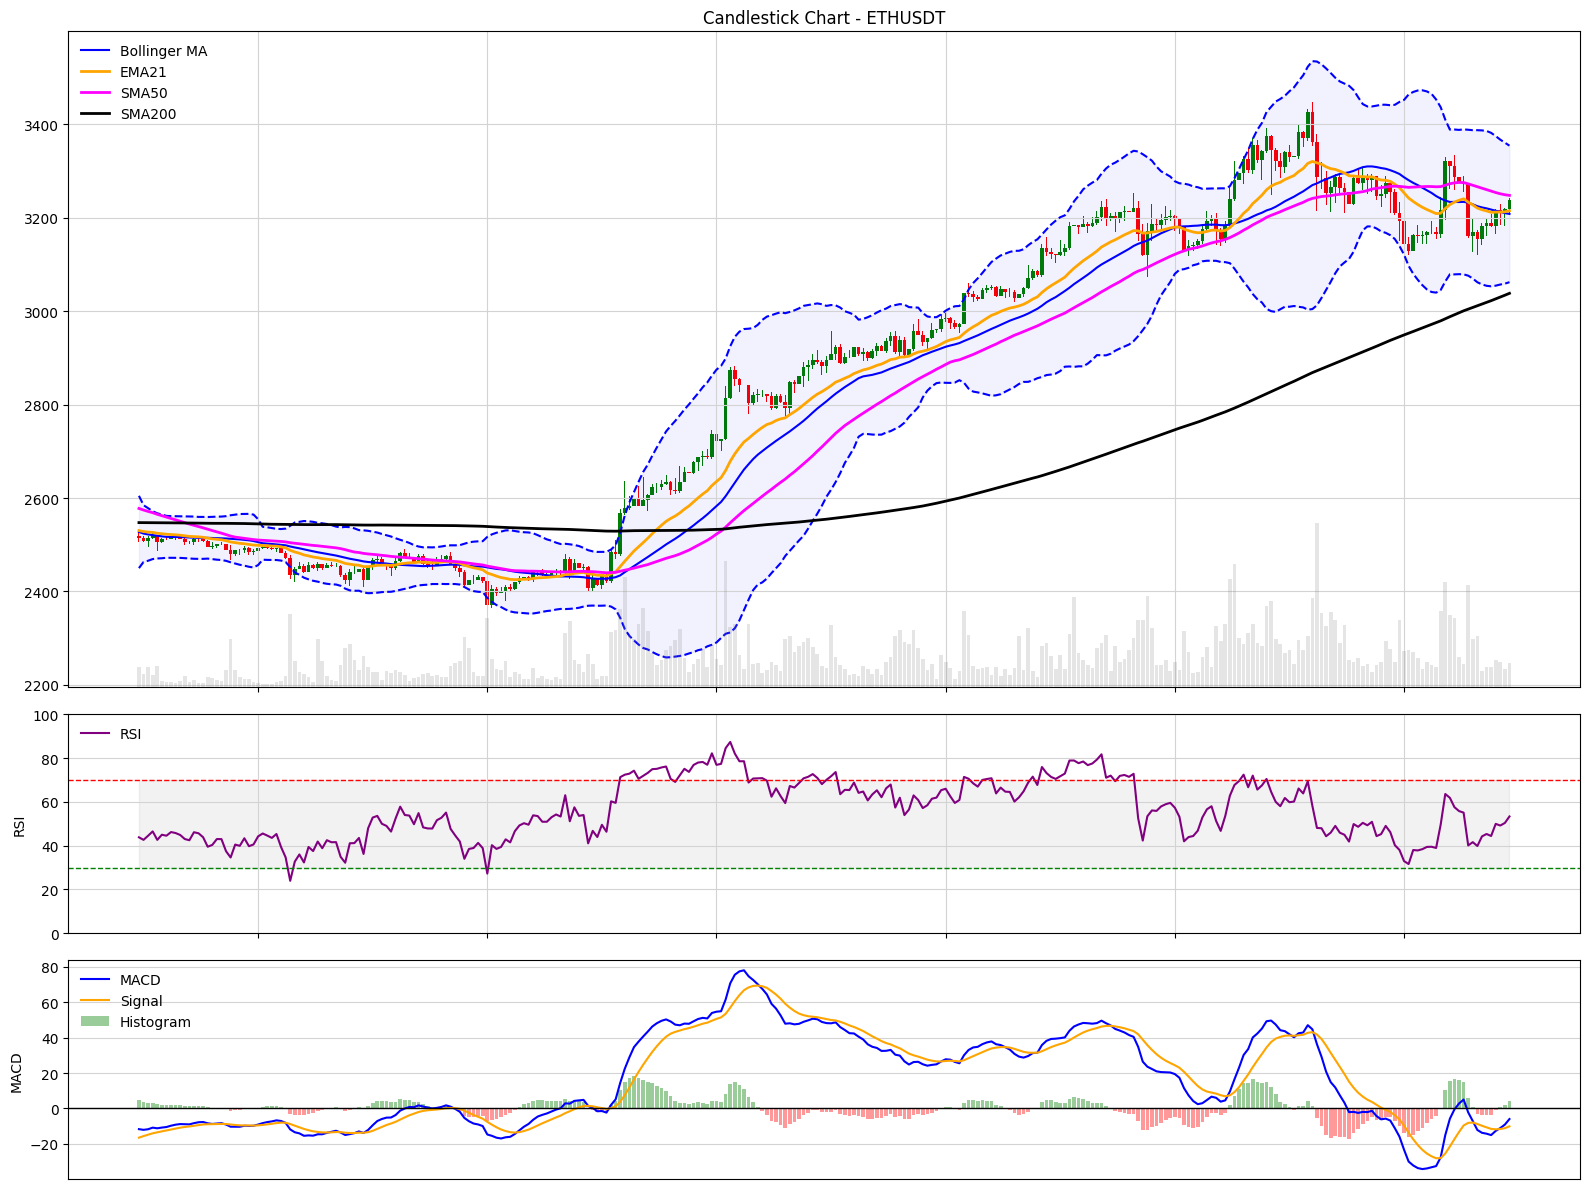 Candlestick Chart - ETHUSDT
Bollinger MA
EMA21
SMA50
SMA200
3400
3200
3000
2800
2600
2400
2200
RSI
RSI
100
80
60
40
20
0
MACD
Signal
Histogram
MACD
80
60
40
20
0
−20